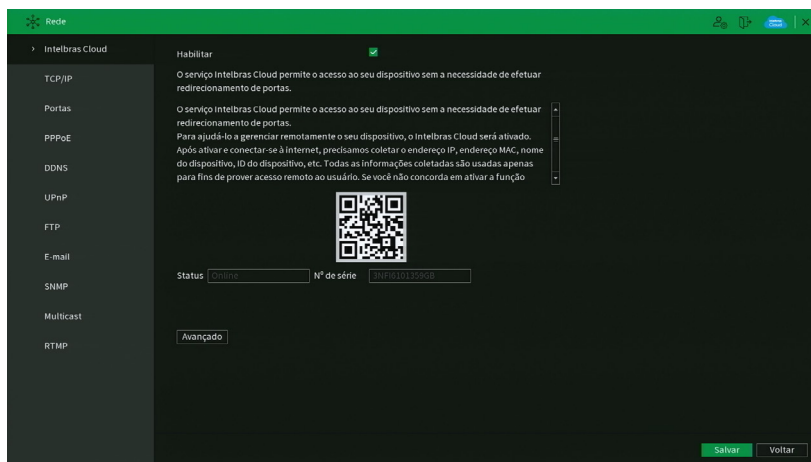 Rede
Intelbras Cloud
TCP/IP
Portas
PPPoE
DDNS
UPnP
FTP
E-mail
SNMP
Multicast
RTMP
Habilitar
O serviço Intelbras Cloud permite o acesso ao seu dispositivo sem a necessidade de efetuar
redirecionamento de portas.
O serviço Intelbras Cloud permite o acesso ao seu dispositivo sem a necessidade de efetuar
redirecionamento de portas.
Para ajudá-lo a gerenciar remotamente o seu dispositivo, o Intelbras Cloud será ativado.
Após ativar e conectar-se à internet, precisamos coletar o endereço IP, endereço MAC, nome
do dispositivo, ID do dispositivo, etc. Todas as informações coletadas são usadas apenas
para fins de prover acesso remoto ao usuário. Se você não concorda em ativar a função
Status Online Nº de série 3NFI6101359GB
Avançado
Salvar Voltar